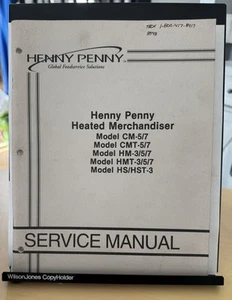 HENNY PENNY
Global Foodservice Solutions
Henny Penny
Heated Merchandiser
Model CM-5/7
Model CMT-5/7
Model HM-3/5/7
Model HMT-3/5/7
Model HS/HST-3
SERVICE MANUAL
WilsonJones CopyHolder